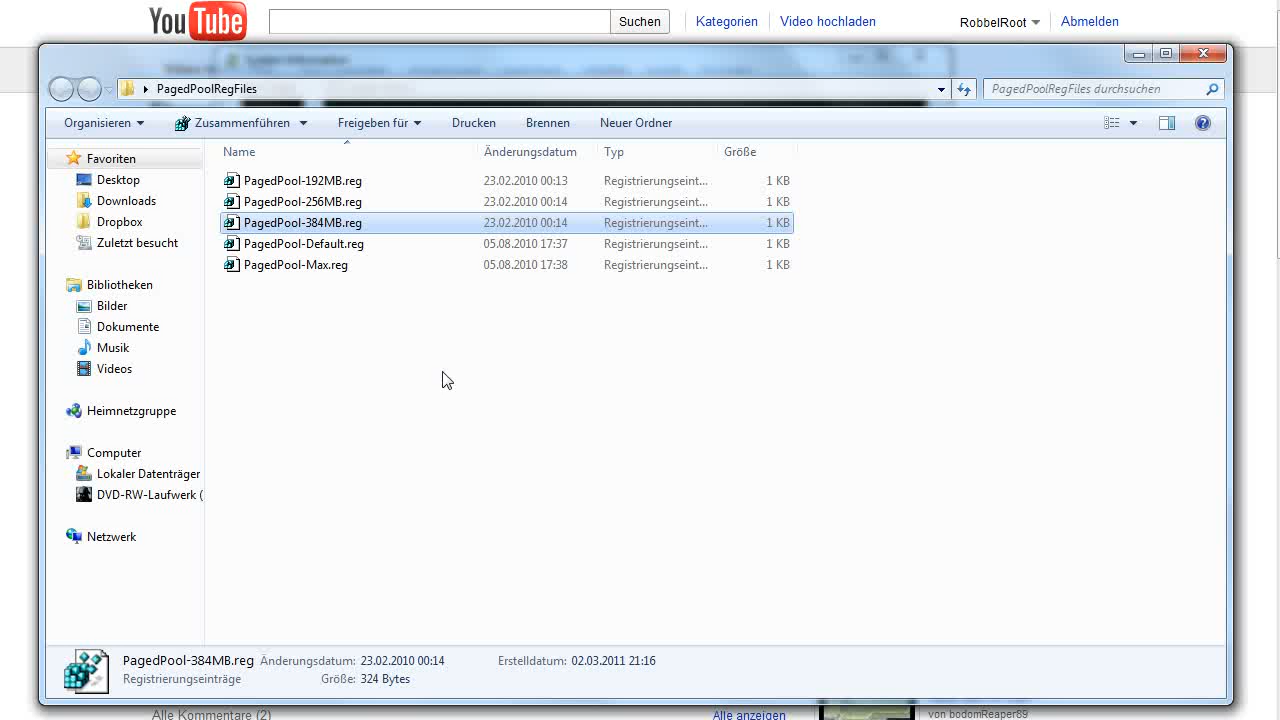 YouTube Suchen Kategorien Video hochladen RobbelRoot Abmelden
PagedPoolRegFiles PagedPoolRegFiles durchsuchen
Organisieren Zusammenführen Freigeben für Drucken Brennen Neuer Ordner
Name Änderungsdatum Typ Größe
Favoriten
Desktop
Downloads
Dropbox
Zuletzt besucht
Bibliotheken
Bilder
Dokumente
Musik
Videos
Heimnetzgruppe
Computer
Lokaler Datenträger
DVD-RW-Laufwerk (
Netzwerk
PagedPool-192MB.reg 23.02.2010 00:13 Registrierungseint... 1 KB
PagedPool-256MB.reg 23.02.2010 00:14 Registrierungseint... 1 KB
PagedPool-384MB.reg 23.02.2010 00:14 Registrierungseint... 1 KB
PagedPool-Default.reg 05.08.2010 17:37 Registrierungseint... 1 KB
PagedPool-Max.reg 05.08.2010 17:38 Registrierungseint... 1 KB
PagedPool-384MB.reg Änderungsdatum: 23.02.2010 00:14 Erstelldatum: 02.03.2011 21:16
Registrierungseinträge Größe: 324 Bytes
Alle Kommentare (2) Alle anzeigen von bodomReaper89